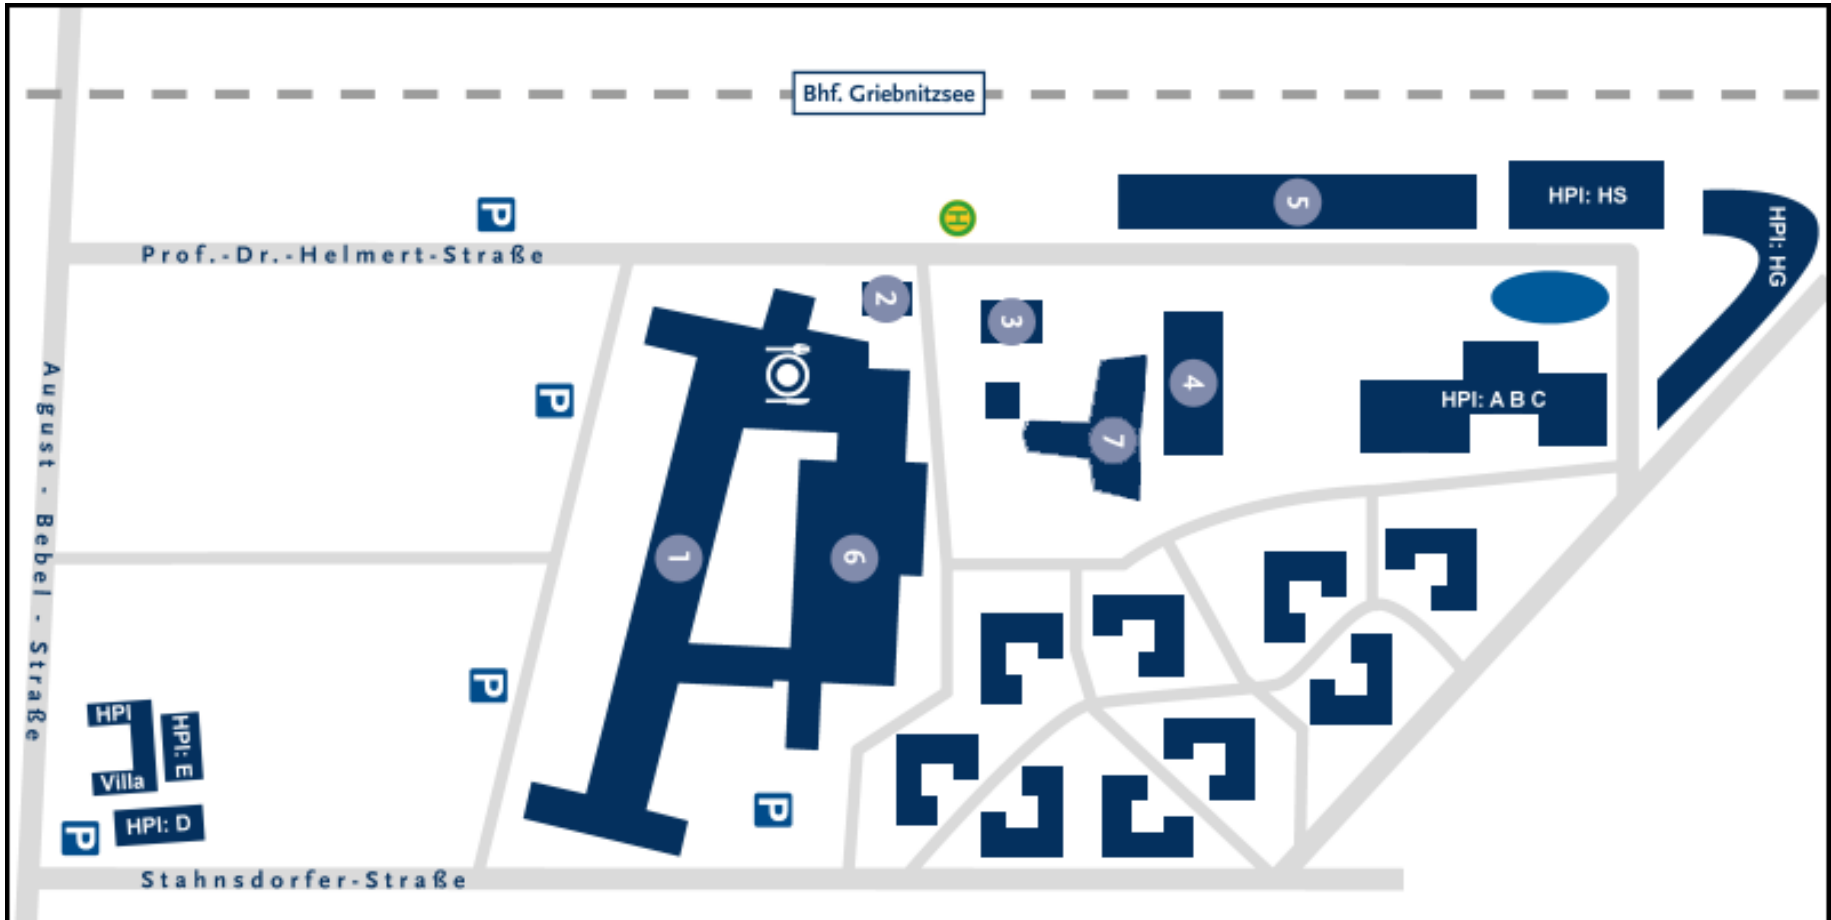 Bhf. Griebnitzsee
P
H
5
HPI: HS
HPI: HG
Prof.-Dr.-Helmert-Straße
2
3
4
P
HPI: A B C
7
August - Bebel - Straße
1
6
P
HPI
HPI: E
Villa
P
HPI: D
P
Stahnsdorfer-Straße